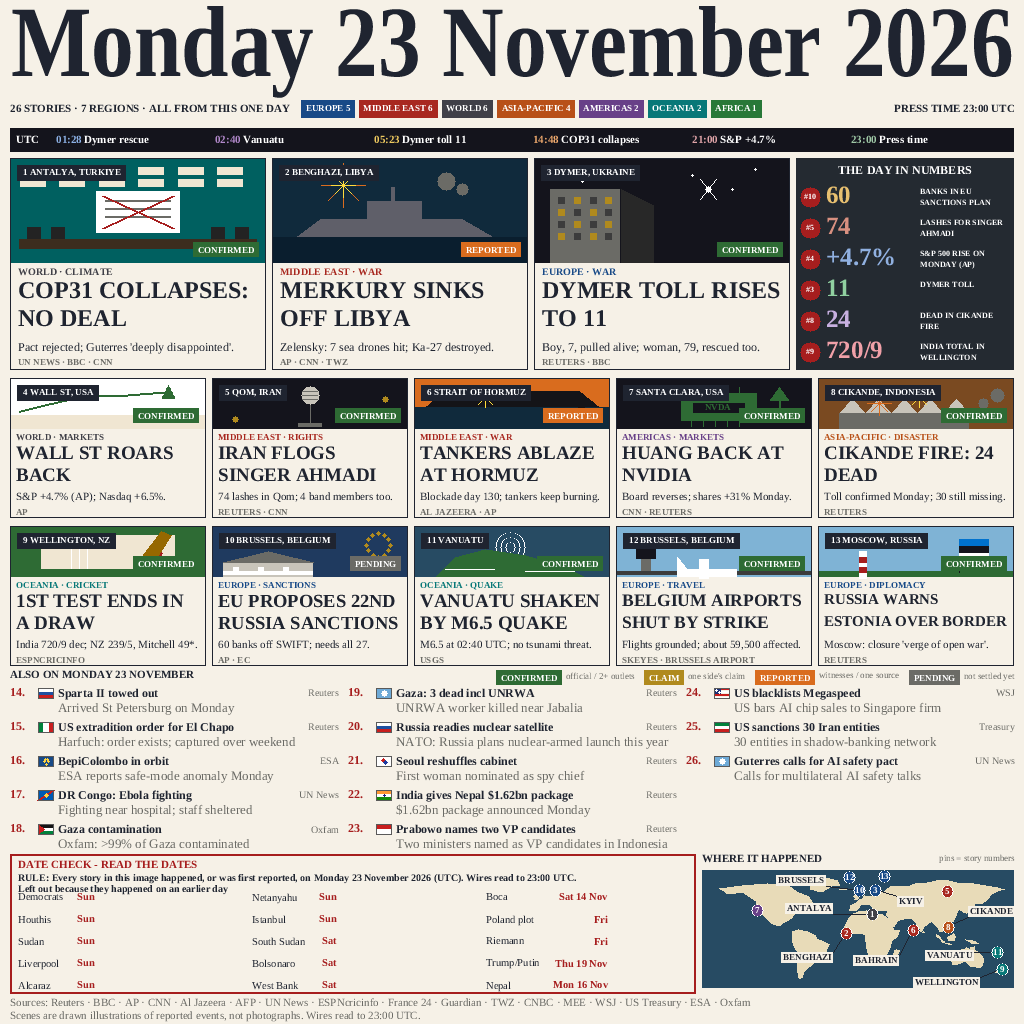 Monday 23 November 2026
26 STORIES · 7 REGIONS · ALL FROM THIS ONE DAY
EUROPE 5
MIDDLE EAST 6
WORLD 6
ASIA-PACIFIC 4
AMERICAS 2
OCEANIA 2
AFRICA 1
PRESS TIME 23:00 UTC
UTC
01:28 Dymer rescue
02:40 Vanuatu
05:23 Dymer toll 11
14:48 COP31 collapses
21:00 S&P +4.7%
23:00 Press time
1 ANTALYA, TURKIYE
CONFIRMED
WORLD · CLIMATE
COP31 COLLAPSES:
NO DEAL
Pact rejected; Guterres 'deeply disappointed'.
UN NEWS · BBC · CNN
2 BENGHAZI, LIBYA
REPORTED
MIDDLE EAST · WAR
MERKURY SINKS
OFF LIBYA
Zelensky: 7 sea drones hit; Ka-27 destroyed.
AP · CNN · TWZ
3 DYMER, UKRAINE
CONFIRMED
EUROPE · WAR
DYMER TOLL RISES
TO 11
Boy, 7, pulled alive; woman, 79, rescued too.
REUTERS · BBC
THE DAY IN NUMBERS
#10 60 BANKS IN EU
SANCTIONS PLAN
#5 74 LASHES FOR SINGER
AHMADI
#4 +4.7% S&P 500 RISE ON
MONDAY (AP)
#3 11 DYMER TOLL
#8 24 DEAD IN CIKANDE
FIRE
#9 720/9 INDIA TOTAL IN
WELLINGTON
4 WALL ST, USA
CONFIRMED
WORLD · MARKETS
WALL ST ROARS
BACK
S&P +4.7% (AP); Nasdaq +6.5%.
AP
5 QOM, IRAN
CONFIRMED
MIDDLE EAST · RIGHTS
IRAN FLOGS
SINGER AHMADI
74 lashes in Qom; 4 band members too.
REUTERS · CNN
6 STRAIT OF HORMUZ
REPORTED
MIDDLE EAST · WAR
TANKERS ABLAZE
AT HORMUZ
Blockade day 130; tankers keep burning.
AL JAZEERA · AP
7 SANTA CLARA, USA
NVDA
CONFIRMED
AMERICAS · MARKETS
HUANG BACK AT
NVIDIA
Board reverses; shares +31% Monday.
CNN · REUTERS
8 CIKANDE, INDONESIA
CONFIRMED
ASIA-PACIFIC · DISASTER
CIKANDE FIRE: 24
DEAD
Toll confirmed Monday; 30 still missing.
REUTERS
9 WELLINGTON, NZ
CONFIRMED
OCEANIA · CRICKET
1ST TEST ENDS IN
A DRAW
India 720/9 dec; NZ 239/5, Mitchell 49*.
ESPNCRICINFO
10 BRUSSELS, BELGIUM
PENDING
EUROPE · SANCTIONS
EU PROPOSES 22ND
RUSSIA SANCTIONS
60 banks off SWIFT; needs all 27.
AP · EC
11 VANUATU
CONFIRMED
OCEANIA · QUAKE
VANUATU SHAKEN
BY M6.5 QUAKE
M6.5 at 02:40 UTC; no tsunami threat.
USGS
12 BRUSSELS, BELGIUM
CONFIRMED
EUROPE · TRAVEL
BELGIUM AIRPORTS
SHUT BY STRIKE
Flights grounded; about 59,500 affected.
SKEYES · BRUSSELS AIRPORT
13 MOSCOW, RUSSIA
CONFIRMED
EUROPE · DIPLOMACY
RUSSIA WARNS
ESTONIA OVER BORDER
Moscow: closure 'verge of open war'.
REUTERS
ALSO ON MONDAY 23 NOVEMBER
CONFIRMED official / 2+ outlets
CLAIM one side's claim
REPORTED witnesses / one source
PENDING not settled yet
14. Sparta II towed out Reuters
Arrived St Petersburg on Monday
15. US extradition order for El Chapo
Harfuch: order exists; captured over weekend Reuters
16. BepiColombo in orbit ESA
ESA reports safe-mode anomaly Monday
17. DR Congo: Ebola fighting UN News
Fighting near hospital; staff sheltered
18. Gaza contamination Oxfam
Oxfam: >99% of Gaza contaminated
19. Gaza: 3 dead incl UNRWA Reuters
UNRWA worker killed near Jabalia
20. Russia readies nuclear satellite Reuters
NATO: Russia plans nuclear-armed launch this year
21. Seoul reshuffles cabinet Reuters
First woman nominated as spy chief
22. India gives Nepal $1.62bn package Reuters
$1.62bn package announced Monday
23. Prabowo names two VP candidates Reuters
Two ministers named as VP candidates in Indonesia
24. US blacklists Megaspeed WSJ
US bars AI chip sales to Singapore firm
25. US sanctions 30 Iran entities Treasury
30 entities in shadow-banking network
26. Guterres calls for AI safety pact UN News
Calls for multilateral AI safety talks
DATE CHECK - READ THE DATES
RULE: Every story in this image happened, or was first reported, on Monday 23 November 2026 (UTC). Wires read to 23:00 UTC.
Left out because they happened on an earlier day
Democrats Sun
Netanyahu Sun
Boca Sat 14 Nov
Houthis Sun
Istanbul Sun
Poland plot Fri
Sudan Sun
South Sudan Sat
Riemann Fri
Liverpool Sun
Bolsonaro Sat
Trump/Putin Thu 19 Nov
Alcaraz Sun
West Bank Sat
Nepal Mon 16 Nov
WHERE IT HAPPENED
pins = story numbers
BRUSSELS
12
13
10
3
KYIV
5
7
ANTALYA
1
CIKANDE
2
6
8
BENGHAZI
BAHRAIN
VANUATU
11
9
WELLINGTON
Sources: Reuters · BBC · AP · CNN · Al Jazeera · AFP · UN News · ESPNcricinfo · France 24 · Guardian · TWZ · CNBC · MEE · WSJ · US Treasury · ESA · Oxfam
Scenes are drawn illustrations of reported events, not photographs. Wires read to 23:00 UTC.